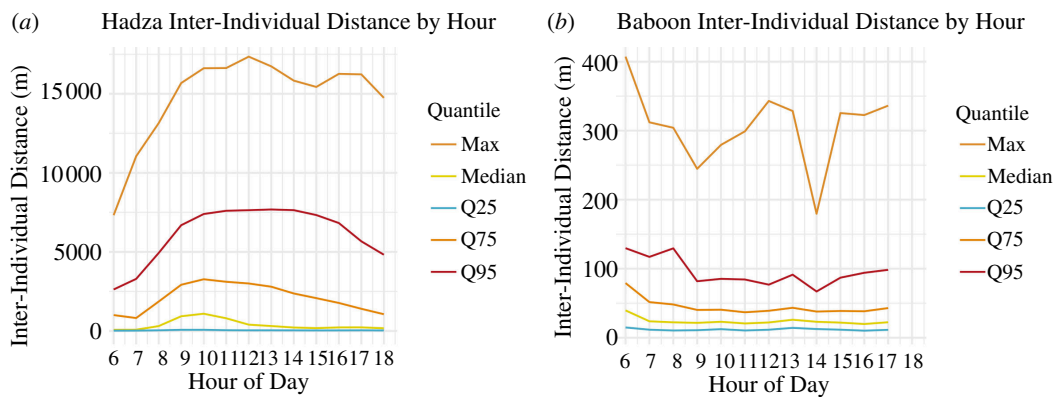 (a) Hadza Inter-Individual Distance by Hour
Inter-Individual Distance (m)
15000
10000
5000
0
6 7 8 9 10 11 12 13 14 15 16 17 18
Hour of Day
Quantile
Max
Median
Q25
Q75
Q95
(b) Baboon Inter-Individual Distance by Hour
Inter-Individual Distance (m)
400
300
200
100
0
6 7 8 9 10 11 12 13 14 15 16 17 18
Hour of Day
Quantile
Max
Median
Q25
Q75
Q95